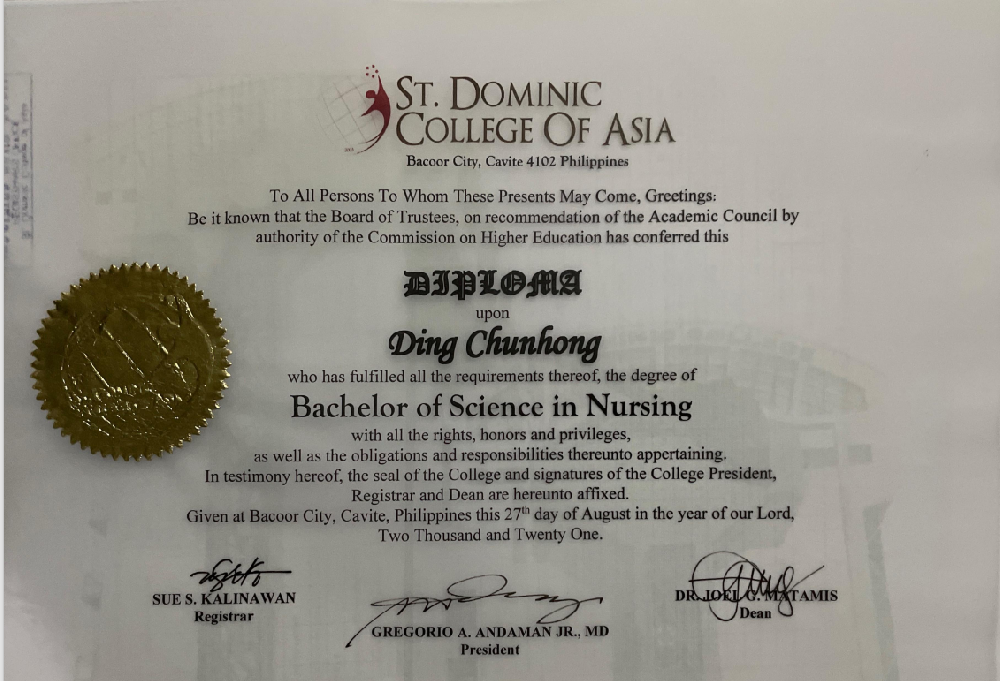 ST. DOMINIC
COLLEGE OF ASIA
Bacoor City, Cavite 4102 Philippines
To All Persons To Whom These Presents May Come, Greetings:
Be it known that the Board of Trustees, on recommendation of the Academic Council by
authority of the Commission on Higher Education has conferred this
DIPLOMA
upon
Ding Chunhong
who has fulfilled all the requirements thereof, the degree of
Bachelor of Science in Nursing
with all the rights, honors and privileges,
as well as the obligations and responsibilities thereunto appertaining.
In testimony hereof, the seal of the College and signatures of the College President,
Registrar and Dean are hereunto affixed.
Given at Bacoor City, Cavite, Philippines this 27th day of August in the year of our Lord,
Two Thousand and Twenty One.
SUE S. KALINAWAN
Registrar
GREGORIO A. ANDAMAN JR., MD
President
DR. JOEL G. MATAMIS
Dean